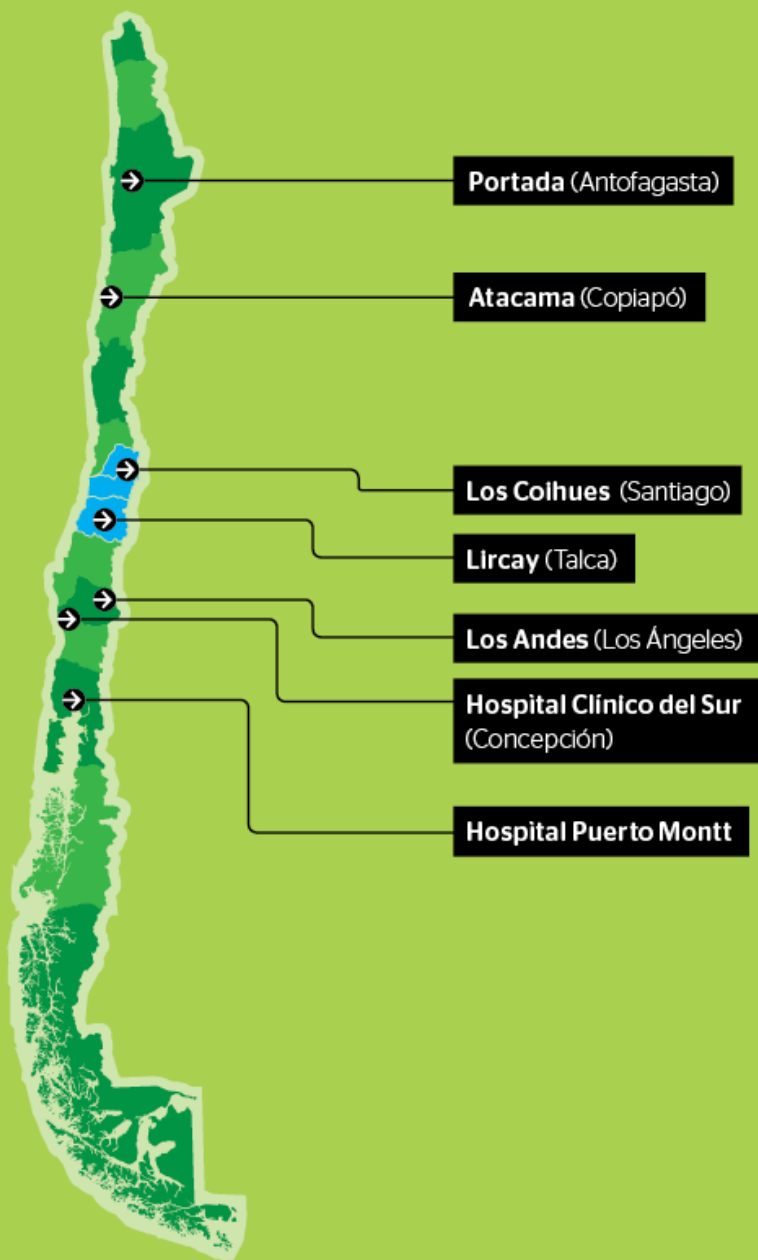 Portada (Antofagasta)
Atacama (Copiapó)
Los Coihues (Santiago)
Lircay (Talca)
Los Andes (Los Ángeles)
Hospital Clínico del Sur
(Concepción)
Hospital Puerto Montt